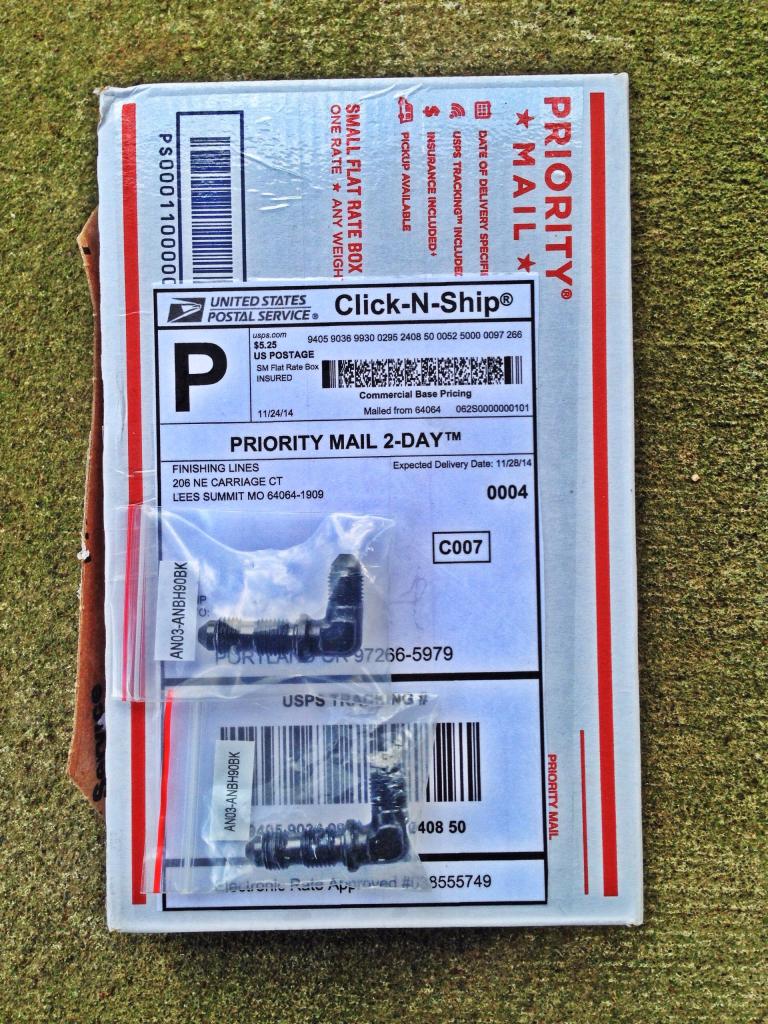 PRIORITY®
★ MAIL ★
DATE OF DELIVERY SPECIFI
USPS TRACKING™ INCLUDE
$ INSURANCE INCLUDED+
PICKUP AVAILABLE
SMALL FLAT RATE BOX
ONE RATE ★ ANY WEIGH
PS000110000
UNITED STATES
POSTAL SERVICE®
Click-N-Ship®
P
usps.com
$5.25
US POSTAGE
SM Flat Rate Box
INSURED
11/24/14
9405 9036 9930 0295 2408 50 0052 5000 0097 266
Commercial Base Pricing
Mailed from 64064 062S0000000101
PRIORITY MAIL 2-DAY™
FINISHING LINES
206 NE CARRIAGE CT
LEES SUMMIT MO 64064-1909
Expected Delivery Date: 11/28/14
0004
C007
AN03-ANBH90BK
PORTLAND OR 97266-5979
USPS TRACKING #
AN03-ANBH90BK
408 50
Electronic Rate Approved #038555749
PRIORITY MAIL